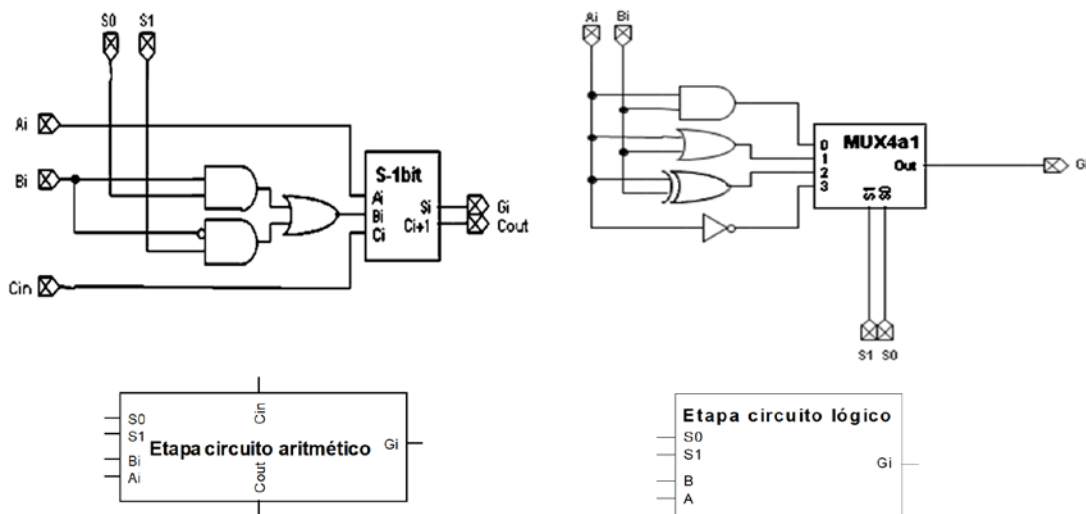 S0 S1
Ai
Bi
Cin
S-1bit
Ai
Bi
Ci
Si
Ci+1
Gi
Cout
Ai Bi
MUX4a1
0
1
2
3
Out
S1 S0
Gi
S1 S0
S0
S1
Bi
Ai
Cin
Etapa circuito aritmético
Cout
Gi
Etapa circuito lógico
S0
S1
B
A
Gi